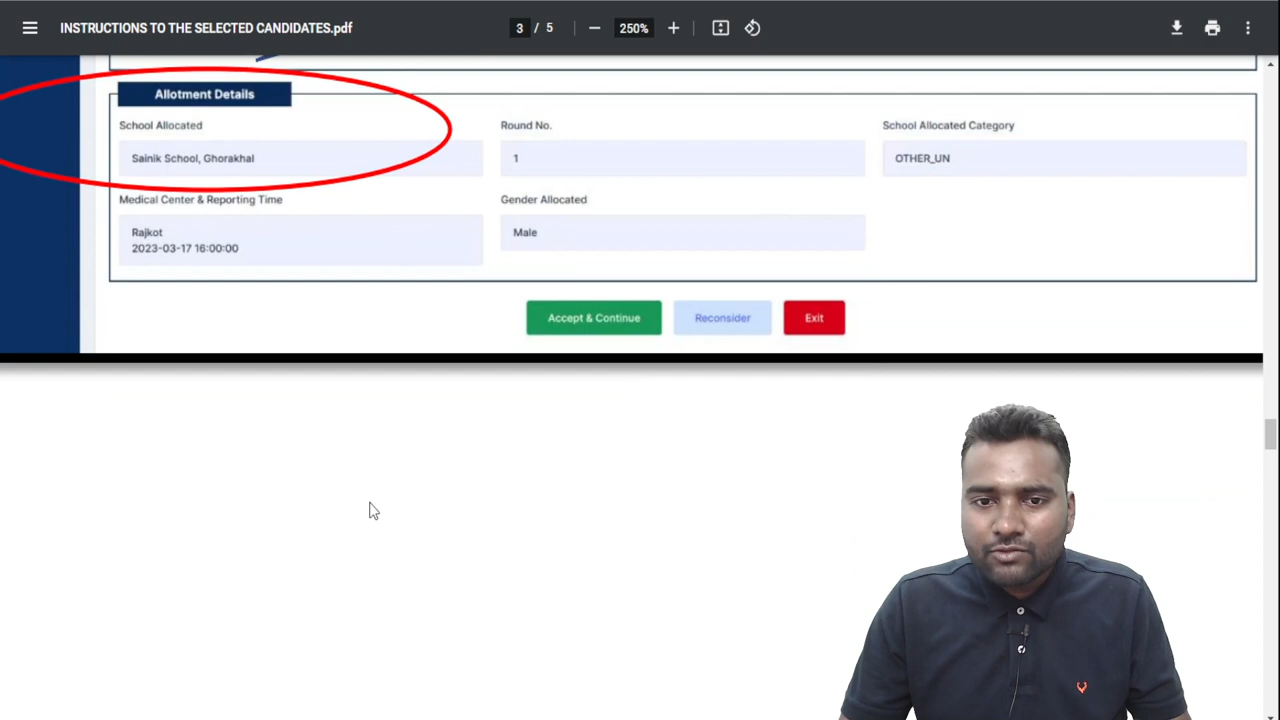 INSTRUCTIONS TO THE SELECTED CANDIDATES.pdf
3 / 5
250%
Allotment Details
School Allocated
Round No.
School Allocated Category
Sainik School, Ghorakhal
1
OTHER_UN
Medical Center & Reporting Time
Gender Allocated
Rajkot
2023-03-17 16:00:00
Male
Accept & Continue
Reconsider
Exit